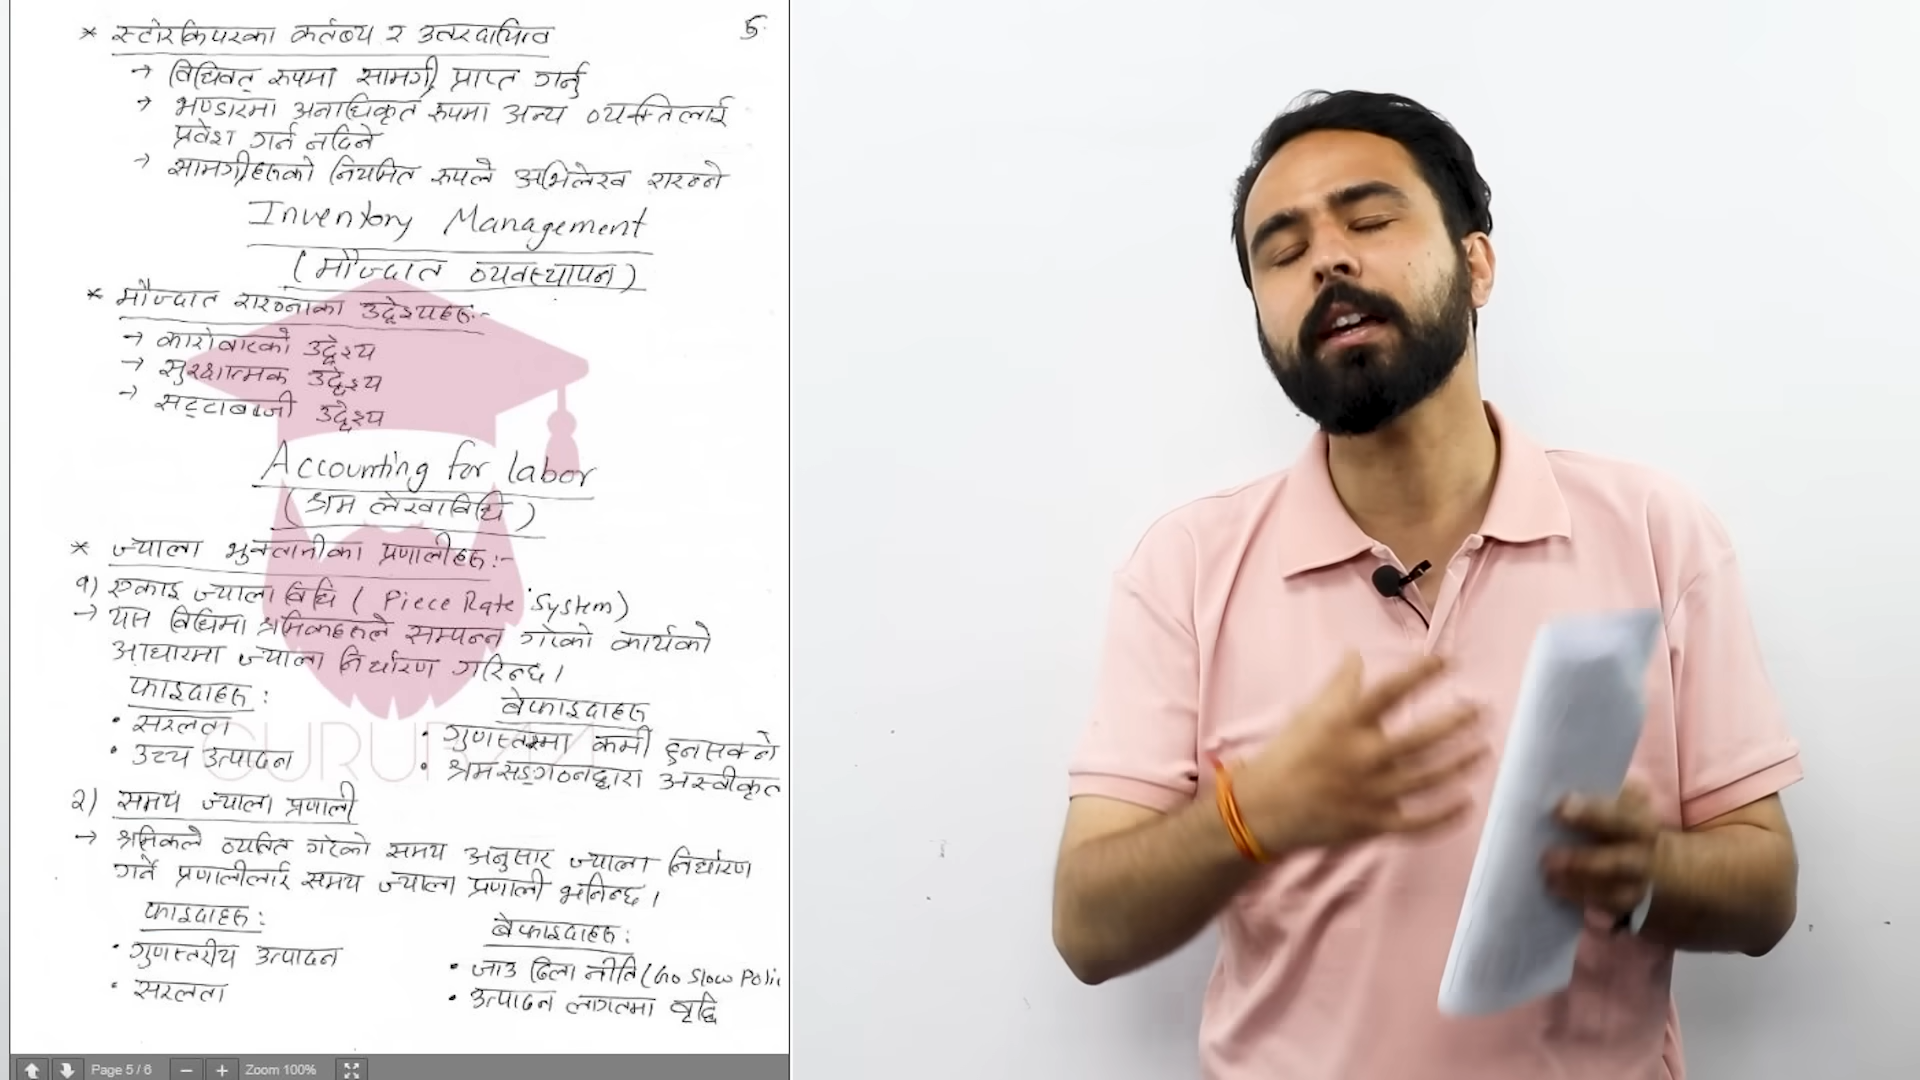 5
* स्टोरकिपरका कर्तव्य र उत्तरदायित्व
→ विधिवत् रुपमा सामग्री प्राप्त गर्नु
→ भण्डारमा अनाधिकृत रुपमा अन्य व्यक्तिलाई
प्रवेश गर्न नदिने
→ सामग्रीहरुको नियमित रुपले अभिलेख राख्ने
Inventory Management
(मौज्दात व्यवस्थापन)
* मौज्दात राख्नाका उद्देश्यहरु:-
→ कारोबारको उद्देश्य
→ सुरक्षात्मक उद्देश्य
→ सट्टाबाजी उद्देश्य
Accounting for labor
(श्रम लेखाविधि)
* ज्याला भुक्तानीका प्रणालीहरु:-
१) एकाइ ज्याला विधि (Piece Rate System)
→ यस विधिमा श्रमिकहरुले सम्पन्न गरेको कार्यको
आधारमा ज्याला निर्धारण गरिन्छ।
फाइदाहरु:
• सरलता
• उच्च उत्पादन
बेफाइदाहरु
• गुणस्तरमा कमी हुनसक्ने
• श्रमसङ्गठनद्वारा अस्वीकृत
२) समय ज्याला प्रणाली
→ श्रमिकले व्यतित गरेको समय अनुसार ज्याला निर्धारण
गर्ने प्रणालीलाई समय ज्याला प्रणाली भनिन्छ।
फाइदाहरु:
• गुणस्तरीय उत्पादन
• सरलता
बेफाइदाहरु:
• जाउ ढिला नीति (Go Slow Poli
• उत्पादन लागतमा वृद्धि
Page 5 / 6
Zoom 100%